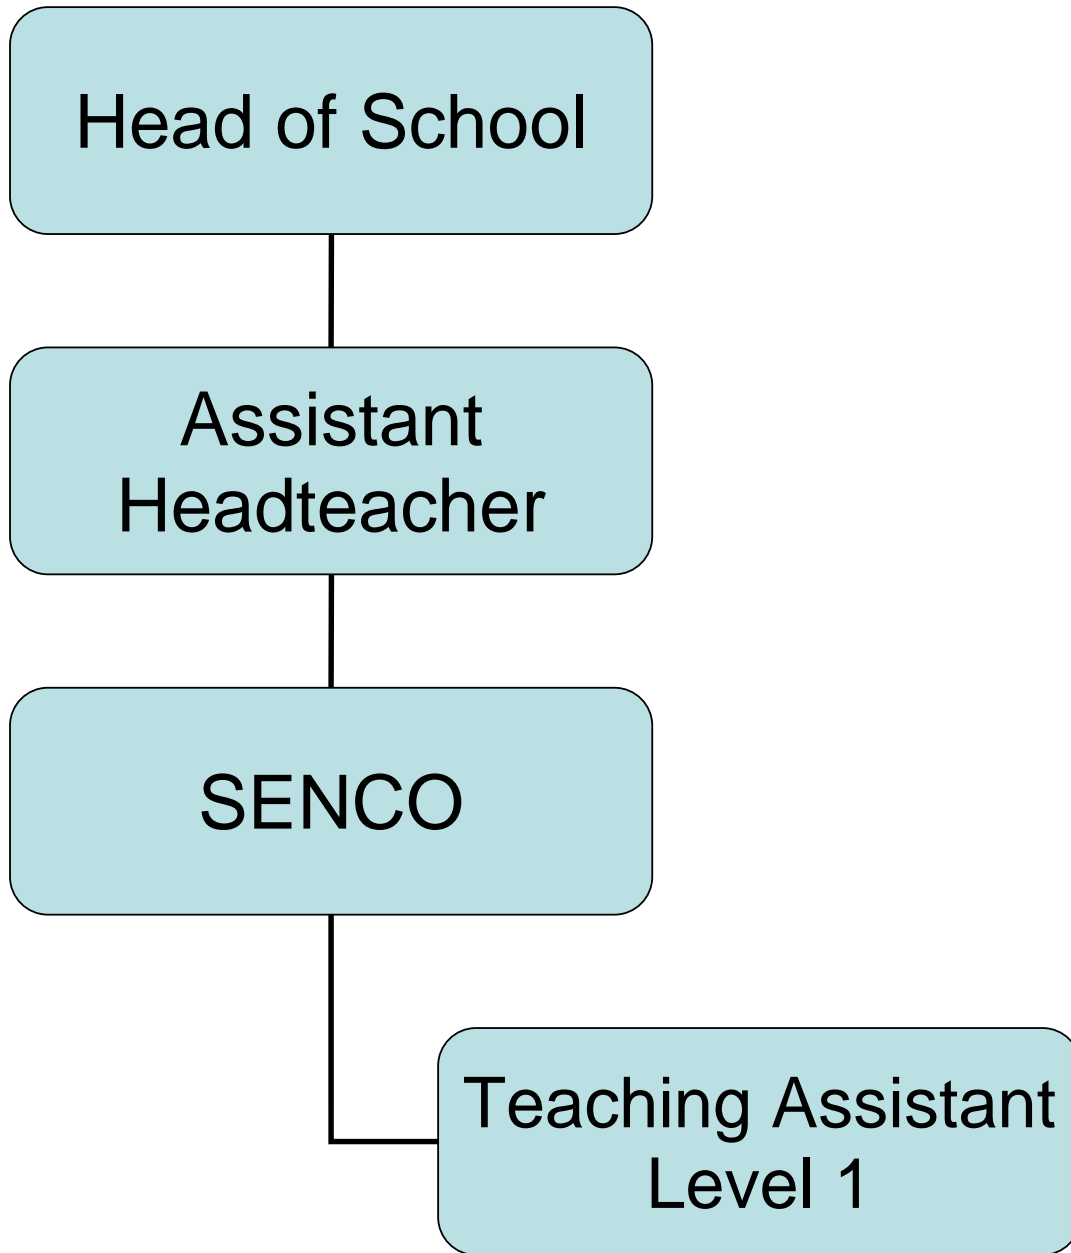 Head of School
Assistant
Headteacher
SENCO
Teaching Assistant
Level 1